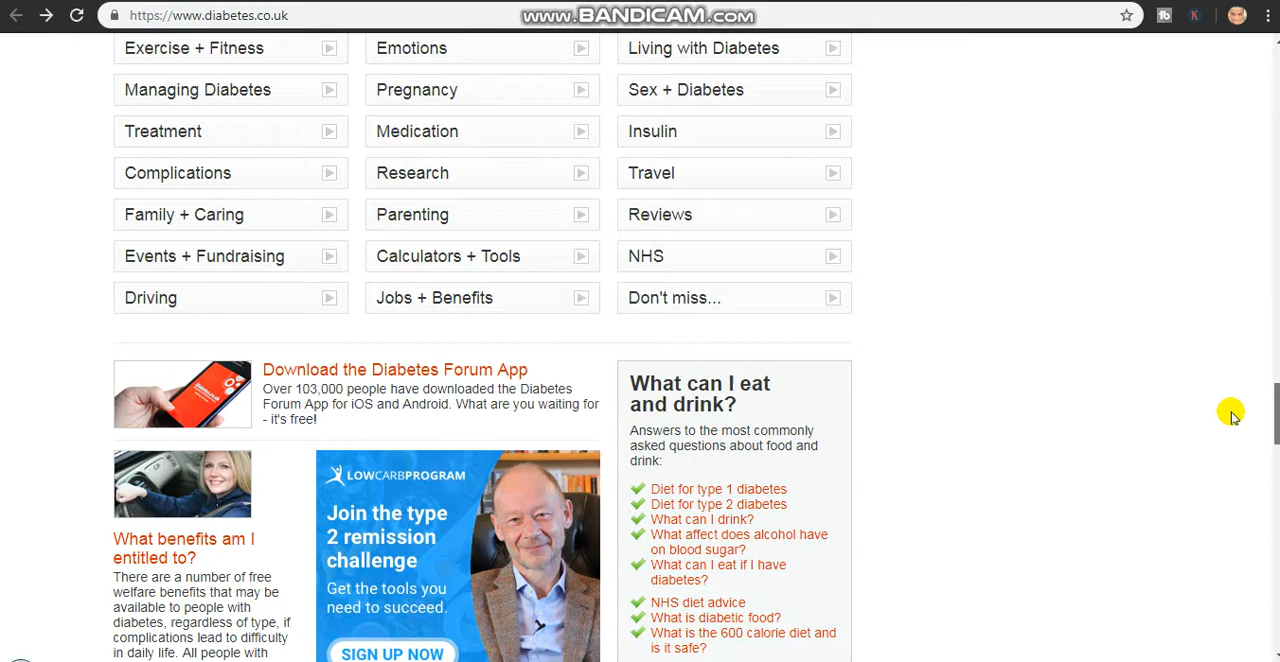 https://www.diabetes.co.uk
www.BANDICAM.com
Exercise + Fitness
Emotions
Living with Diabetes
Managing Diabetes
Pregnancy
Sex + Diabetes
Treatment
Medication
Insulin
Complications
Research
Travel
Family + Caring
Parenting
Reviews
Events + Fundraising
Calculators + Tools
NHS
Driving
Jobs + Benefits
Don't miss...
Download the Diabetes Forum App
Over 103,000 people have downloaded the Diabetes
Forum App for iOS and Android. What are you waiting for
- it's free!
What benefits am I
entitled to?
There are a number of free
welfare benefits that may be
available to people with
diabetes, regardless of type, if
complications lead to difficulty
in daily life. All people with
LOWCARBPROGRAM
Join the type
2 remission
challenge
Get the tools you
need to succeed.
SIGN UP NOW
What can I eat
and drink?
Answers to the most commonly
asked questions about food and
drink:
Diet for type 1 diabetes
Diet for type 2 diabetes
What can I drink?
What affect does alcohol have
on blood sugar?
What can I eat if I have
diabetes?
NHS diet advice
What is diabetic food?
What is the 600 calorie diet and
is it safe?